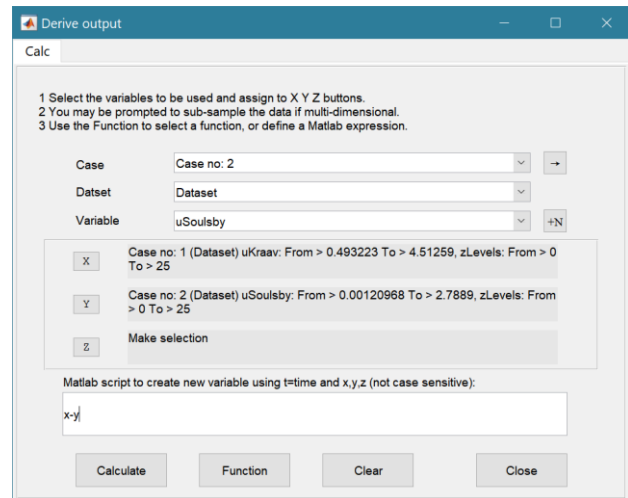 Derive output
Calc
1 Select the variables to be used and assign to X Y Z buttons.
2 You may be prompted to sub-sample the data if multi-dimensional.
3 Use the Function to select a function, or define a Matlab expression.
Case Case no: 2 →
Datset Dataset
Variable uSoulsby +N
X Case no: 1 (Dataset) uKraav: From > 0.493223 To > 4.51259, zLevels: From > 0
To > 25
Y Case no: 2 (Dataset) uSoulsby: From > 0.00120968 To > 2.7889, zLevels: From
> 0 To > 25
Z Make selection
Matlab script to create new variable using t=time and x,y,z (not case sensitive):
x-y
Calculate Function Clear Close